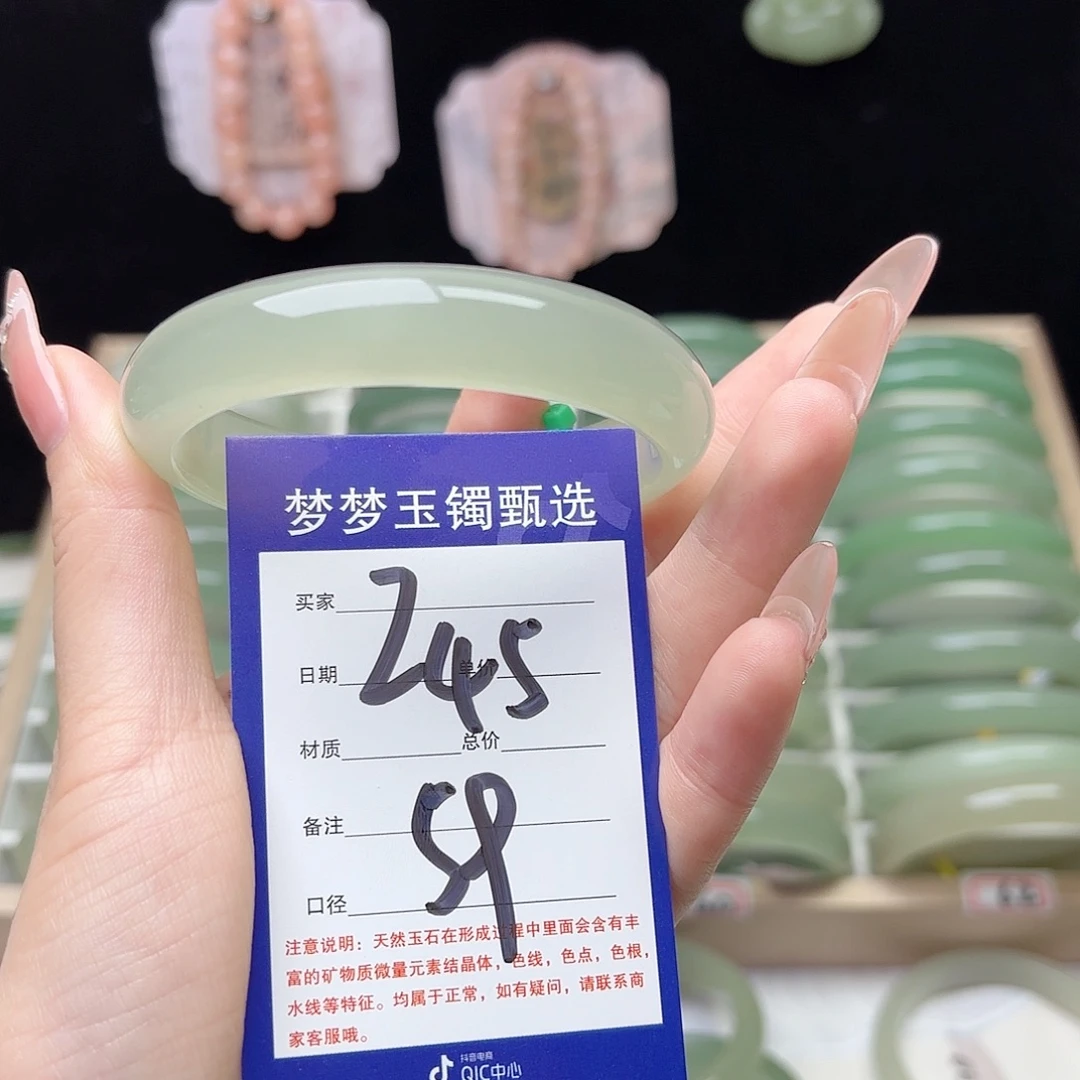 梦梦玉镯甄选
买家
245
日期 单价
材质 总价
备注
59
口径
注意说明：天然玉石在形成过程中里面会含有丰
富的矿物质微量元素结晶体，色线，色点，色根，
水线等特征。均属于正常，如有疑问，请联系商
家客服哦。
抖音电商
QIC中心